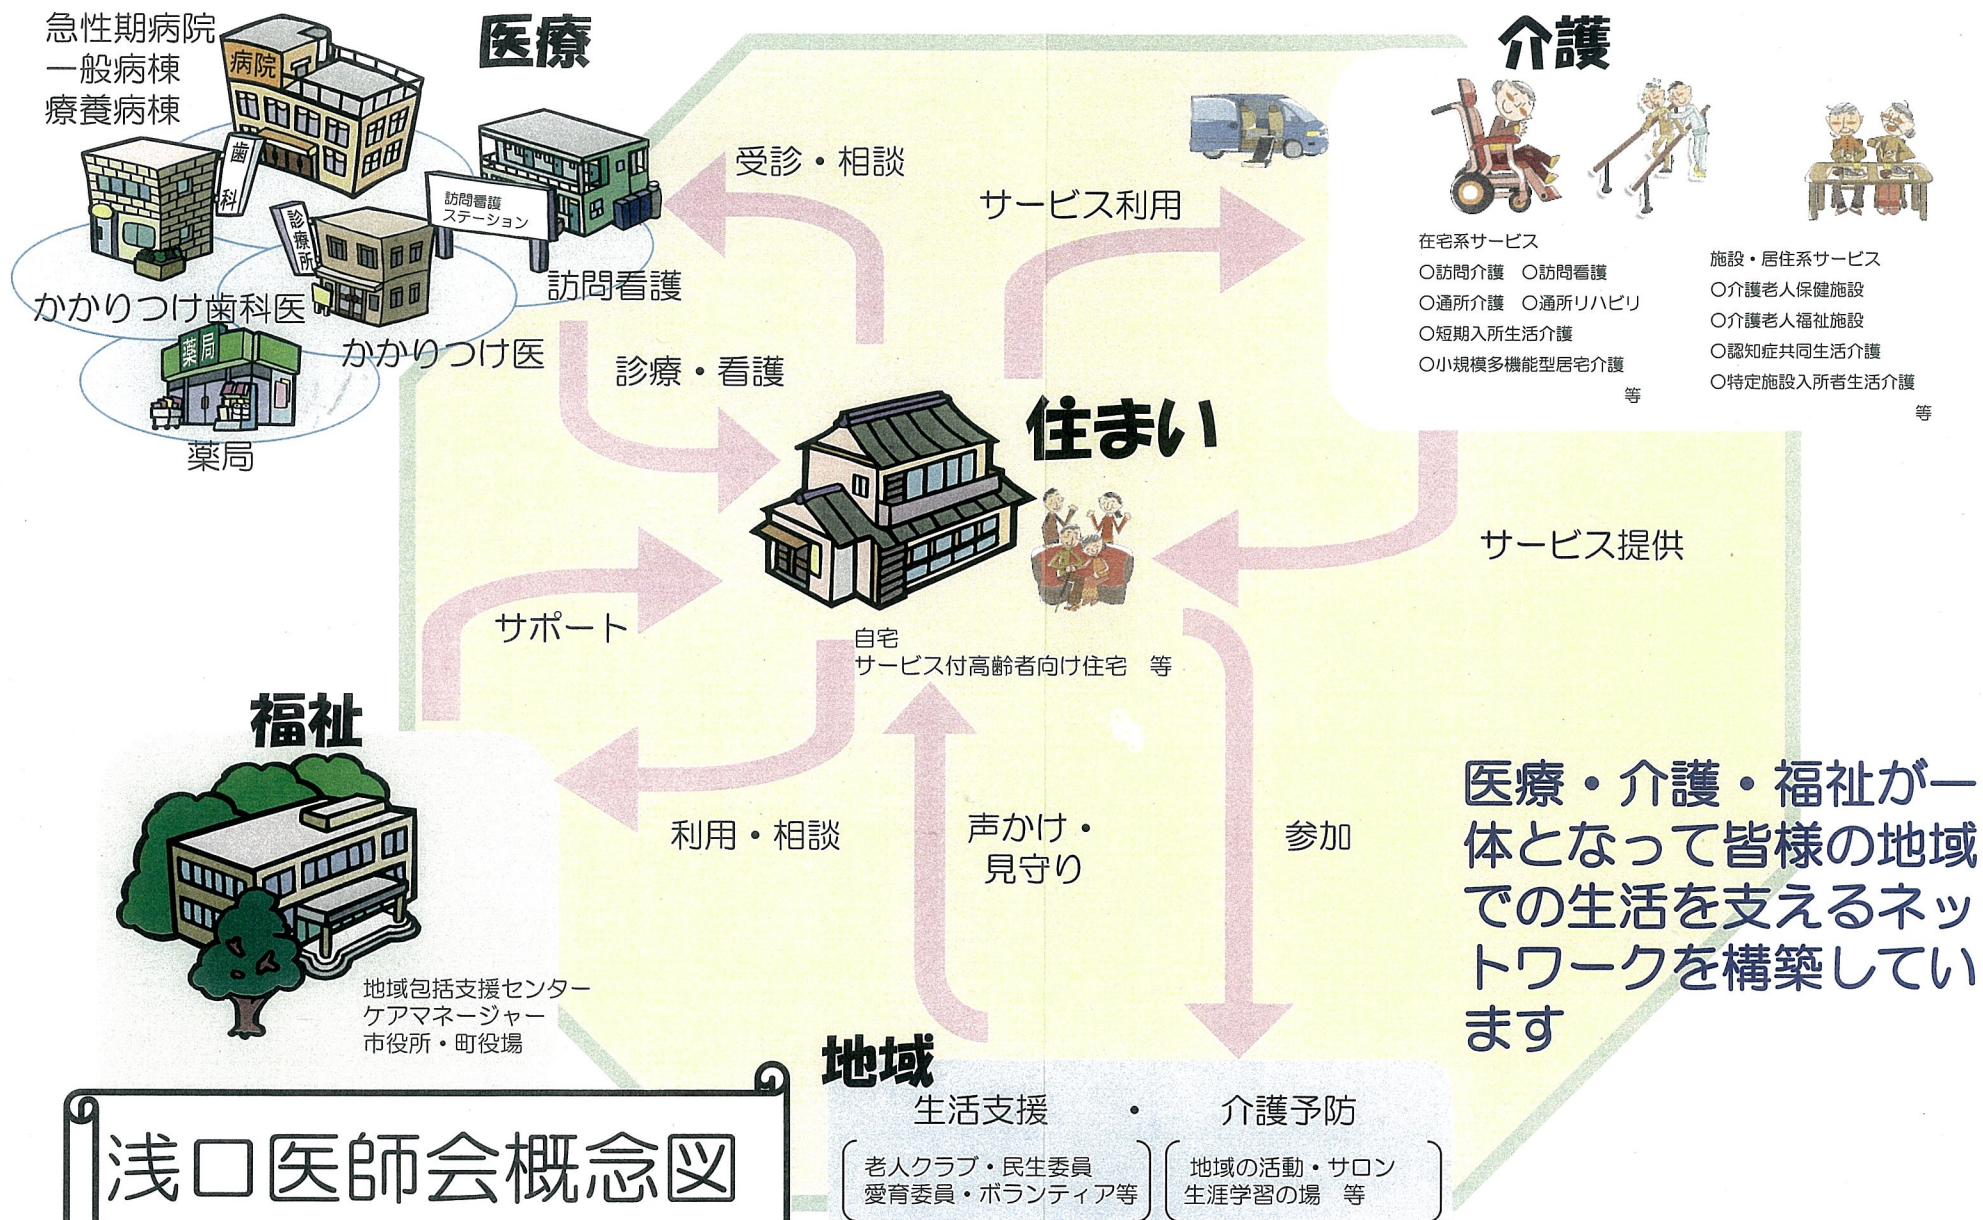 急性期病院
一般病棟
療養病棟
医療
病院
歯科
診療所
訪問看護
ステーション
訪問看護
かかりつけ歯科医
かかりつけ医
薬局
薬局
受診・相談
診療・看護
サービス利用
介護
在宅系サービス
〇訪問介護 〇訪問看護
〇通所介護 〇通所リハビリ
〇短期入所生活介護
〇小規模多機能型居宅介護
等
施設・居住系サービス
〇介護老人保健施設
〇介護老人福祉施設
〇認知症共同生活介護
〇特定施設入所者生活介護
等
住まい
サービス提供
サポート
自宅
サービス付高齢者向け住宅 等
福祉
利用・相談
声かけ・
見守り
参加
地域包括支援センター
ケアマネージャー
市役所・町役場
医療・介護・福祉が一
体となって皆様の地域
での生活を支えるネッ
トワークを構築してい
ます
地域
生活支援 ・ 介護予防
老人クラブ・民生委員
愛育委員・ボランティア等
地域の活動・サロン
生涯学習の場 等
浅口医師会概念図